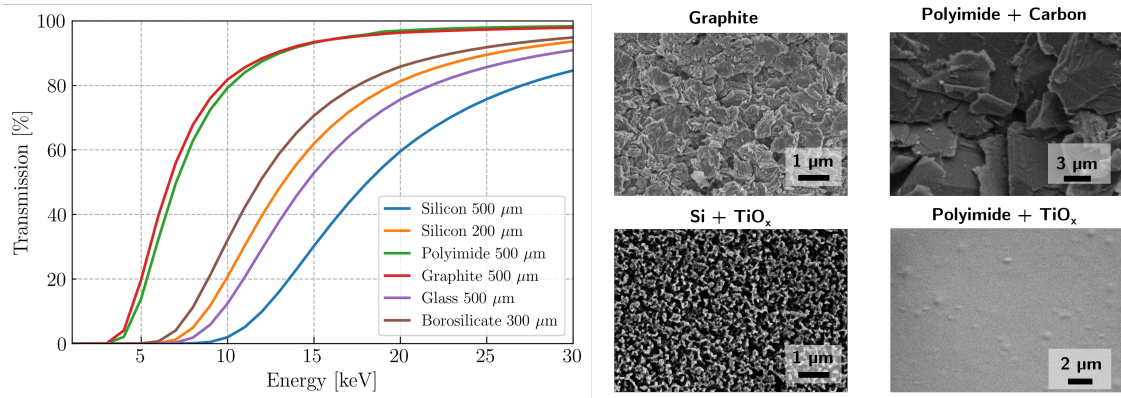 Transmission [%]
100
80
60
40
20
0
5
10
15
20
25
30
Energy [keV]
Silicon 500 μm
Silicon 200 μm
Polyimide 500 μm
Graphite 500 μm
Glass 500 μm
Borosilicate 300 μm
Graphite
1 μm
Polyimide + Carbon
3 μm
Si + TiOₓ
1 μm
Polyimide + TiOₓ
2 μm